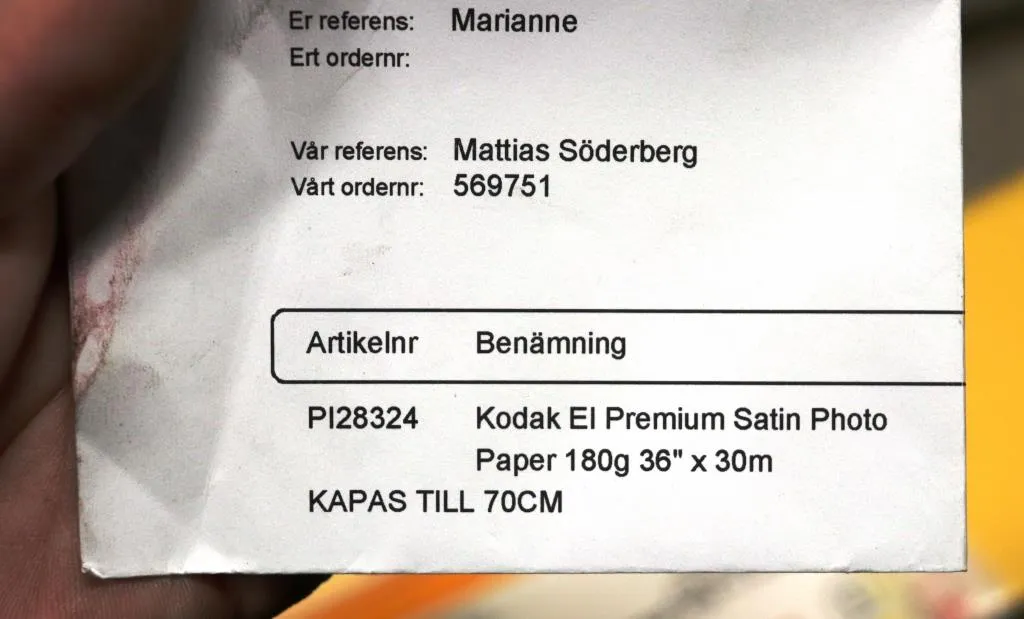 Er referens: Marianne
Ert ordernr:
Vår referens: Mattias Söderberg
Vårt ordernr: 569751
Artikelnr Benämning
PI28324 Kodak EI Premium Satin Photo
Paper 180g 36" x 30m
KAPAS TILL 70CM